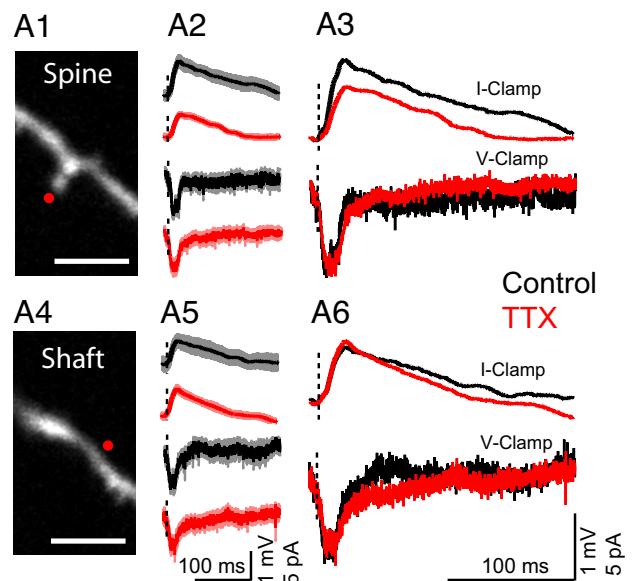 A1 A2 A3
Spine
I-Clamp
V-Clamp
Control
TTX
A4 A5 A6
Shaft
I-Clamp
V-Clamp
100 ms
1 mV
5 pA
100 ms
1 mV
5 pA